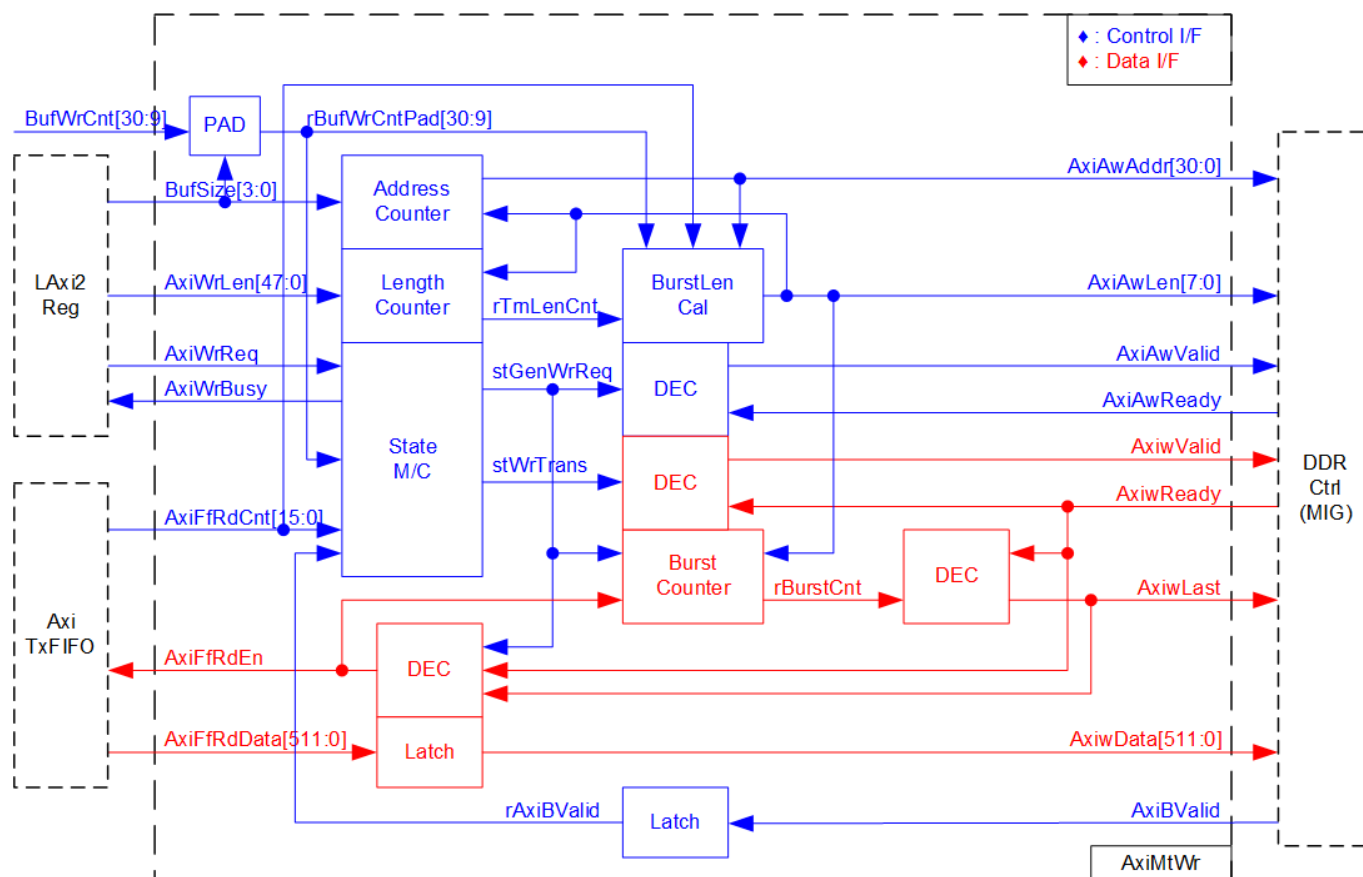 ♦ : Control I/F
♦ : Data I/F
BufWrCnt[30:9]
PAD
rBufWrCntPad[30:9]
AxiAwAddr[30:0]
BufSize[3:0]
Address
Counter
LAxi2
Reg
AxiWrLen[47:0]
Length
Counter
rTrnLenCnt
BurstLen
Cal
AxiAwLen[7:0]
AxiWrReq
AxiWrBusy
State
M/C
stGenWrReq
DEC
AxiAwValid
AxiAwReady
stWrTrans
DEC
AxiwValid
AxiwReady
DDR
Ctrl
(MIG)
AxiFfRdCnt[15:0]
Burst
Counter
rBurstCnt
DEC
AxiwLast
Axi
TxFIFO
AxiFfRdEn
DEC
AxiFfRdData[511:0]
Latch
AxiwData[511:0]
rAxiBValid
Latch
AxiBValid
AxiMtWr